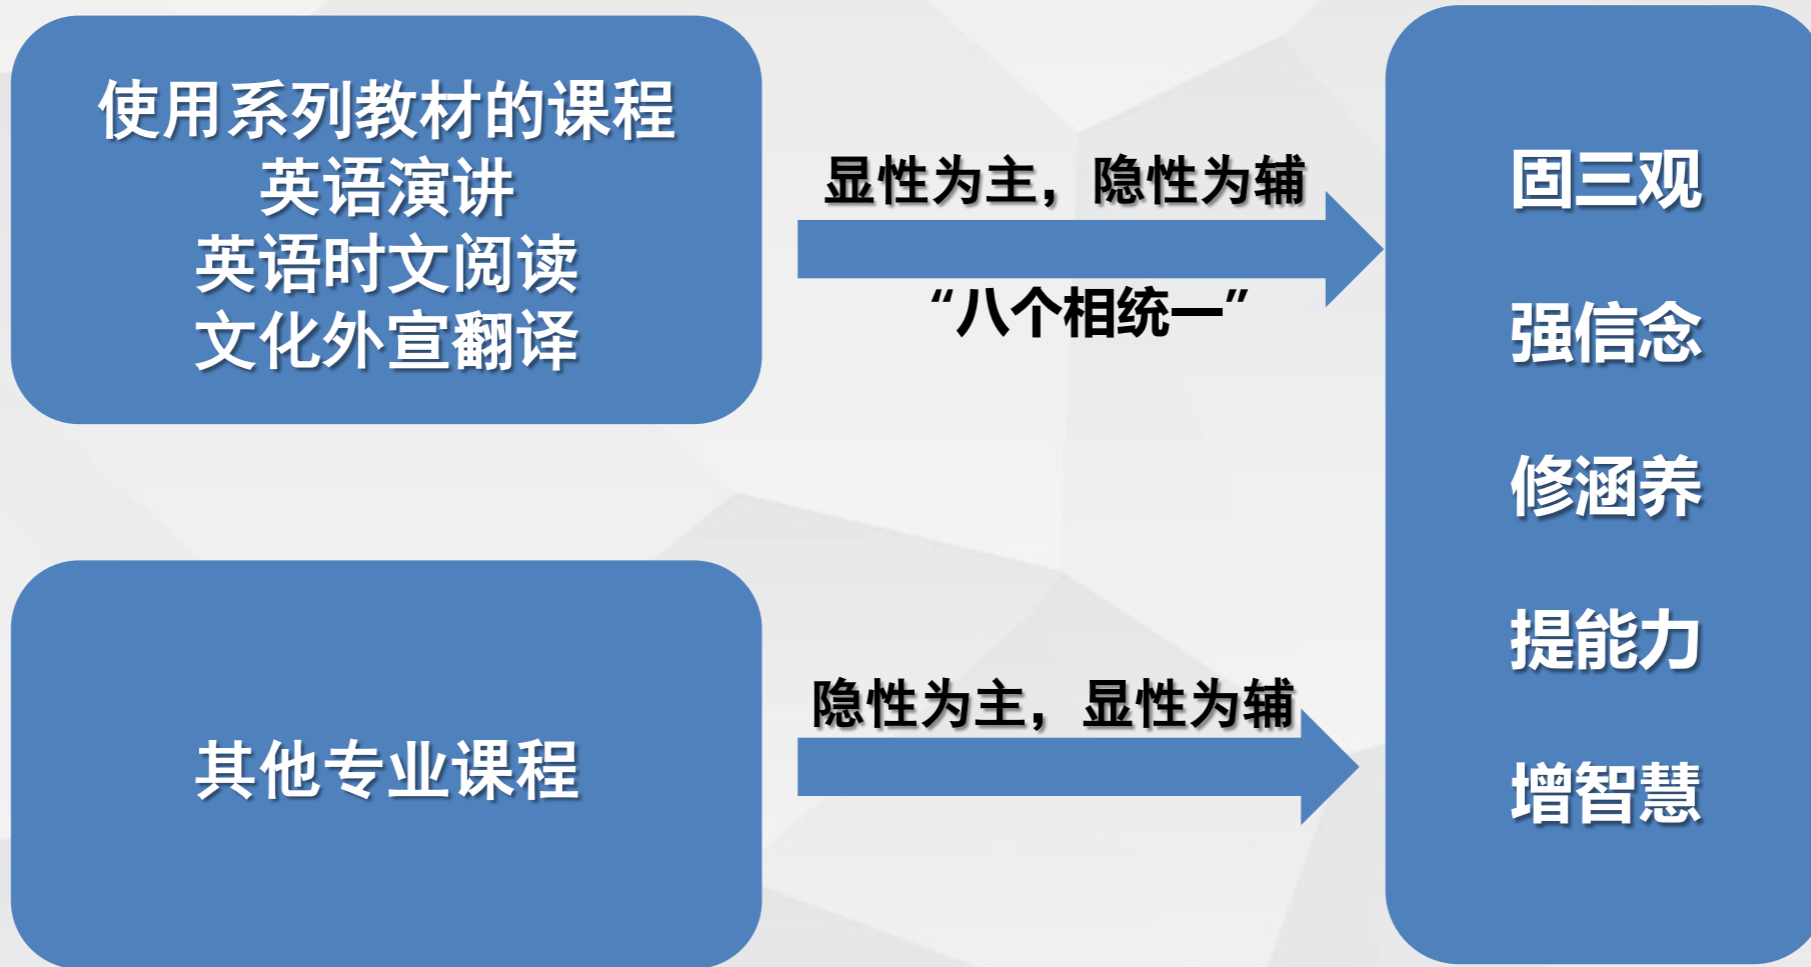 使用系列教材的课程
英语演讲
英语时文阅读
文化外宣翻译
显性为主，隐性为辅
“八个相统一”
其他专业课程
隐性为主，显性为辅
固三观
强信念
修涵养
提能力
增智慧